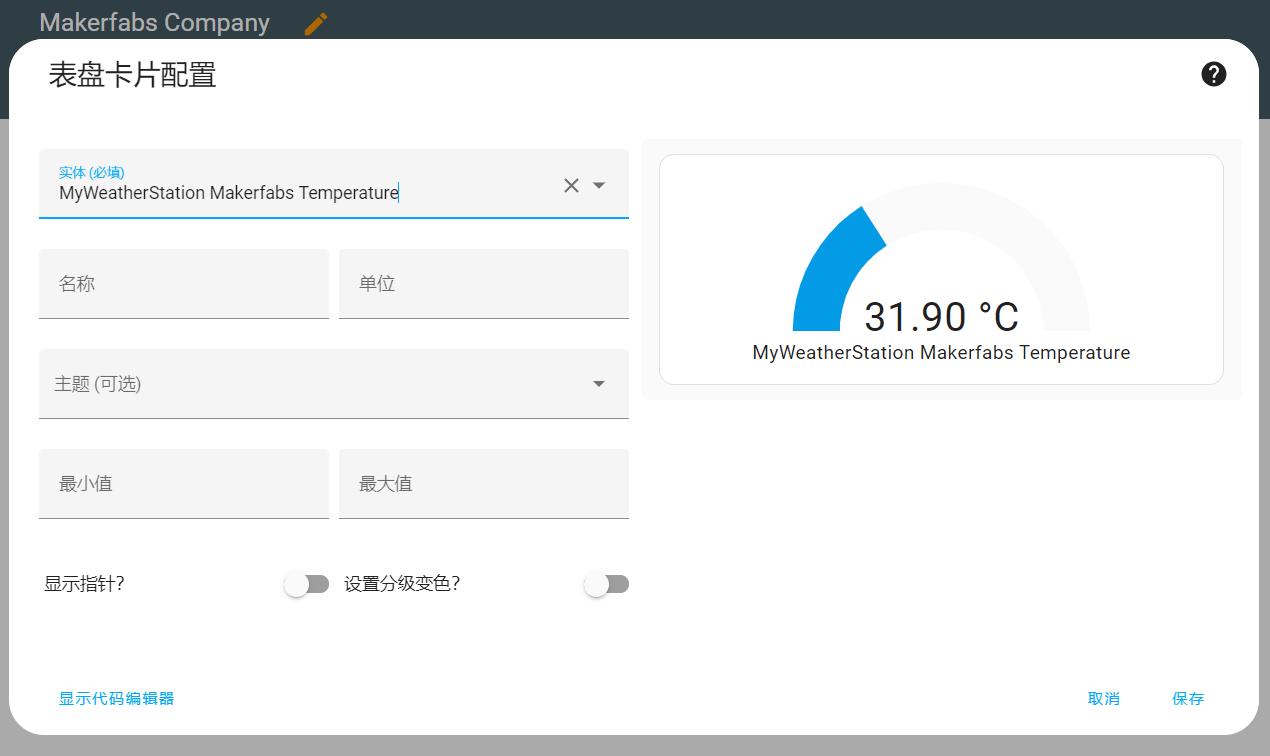 Makerfabs Company
表盘卡片配置
实体 (必填)
MyWeatherStation Makerfabs Temperature
名称
单位
主题 (可选)
最小值
最大值
显示指针?
设置分级变色?
31.90 °C
MyWeatherStation Makerfabs Temperature
显示代码编辑器
取消
保存